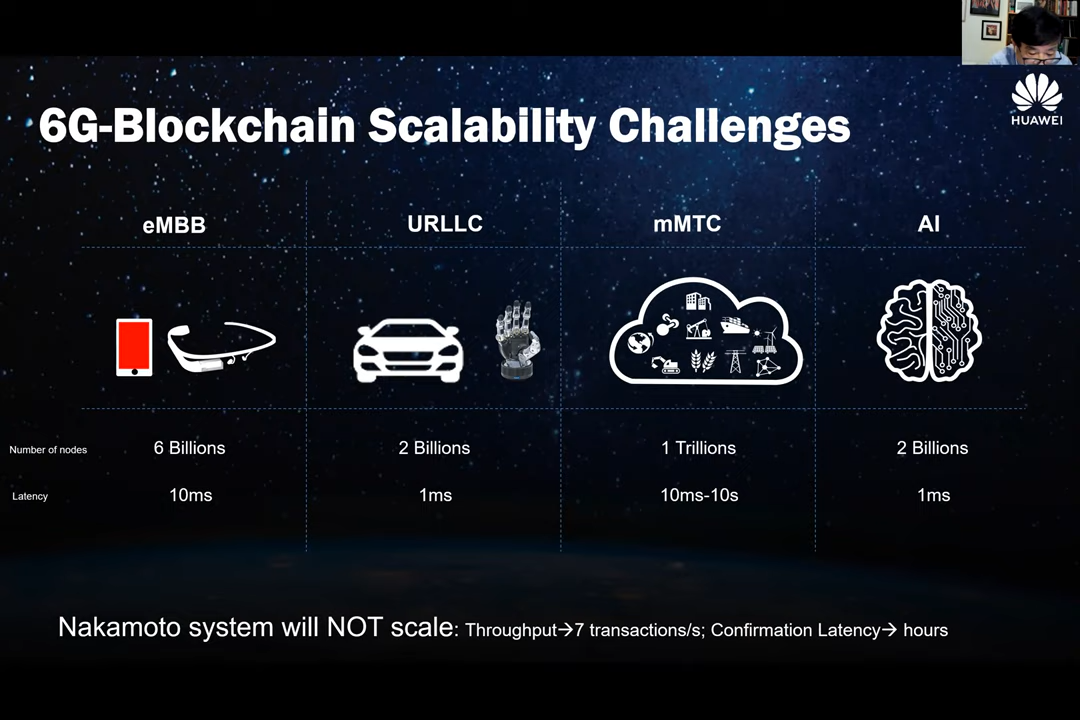 6G-Blockchain Scalability Challenges
HUAWEI
eMBB URLLC mMTC AI
Number of nodes 6 Billions 2 Billions 1 Trillions 2 Billions
Latency 10ms 1ms 10ms-10s 1ms
Nakamoto system will NOT scale: Throughput→7 transactions/s; Confirmation Latency→ hours